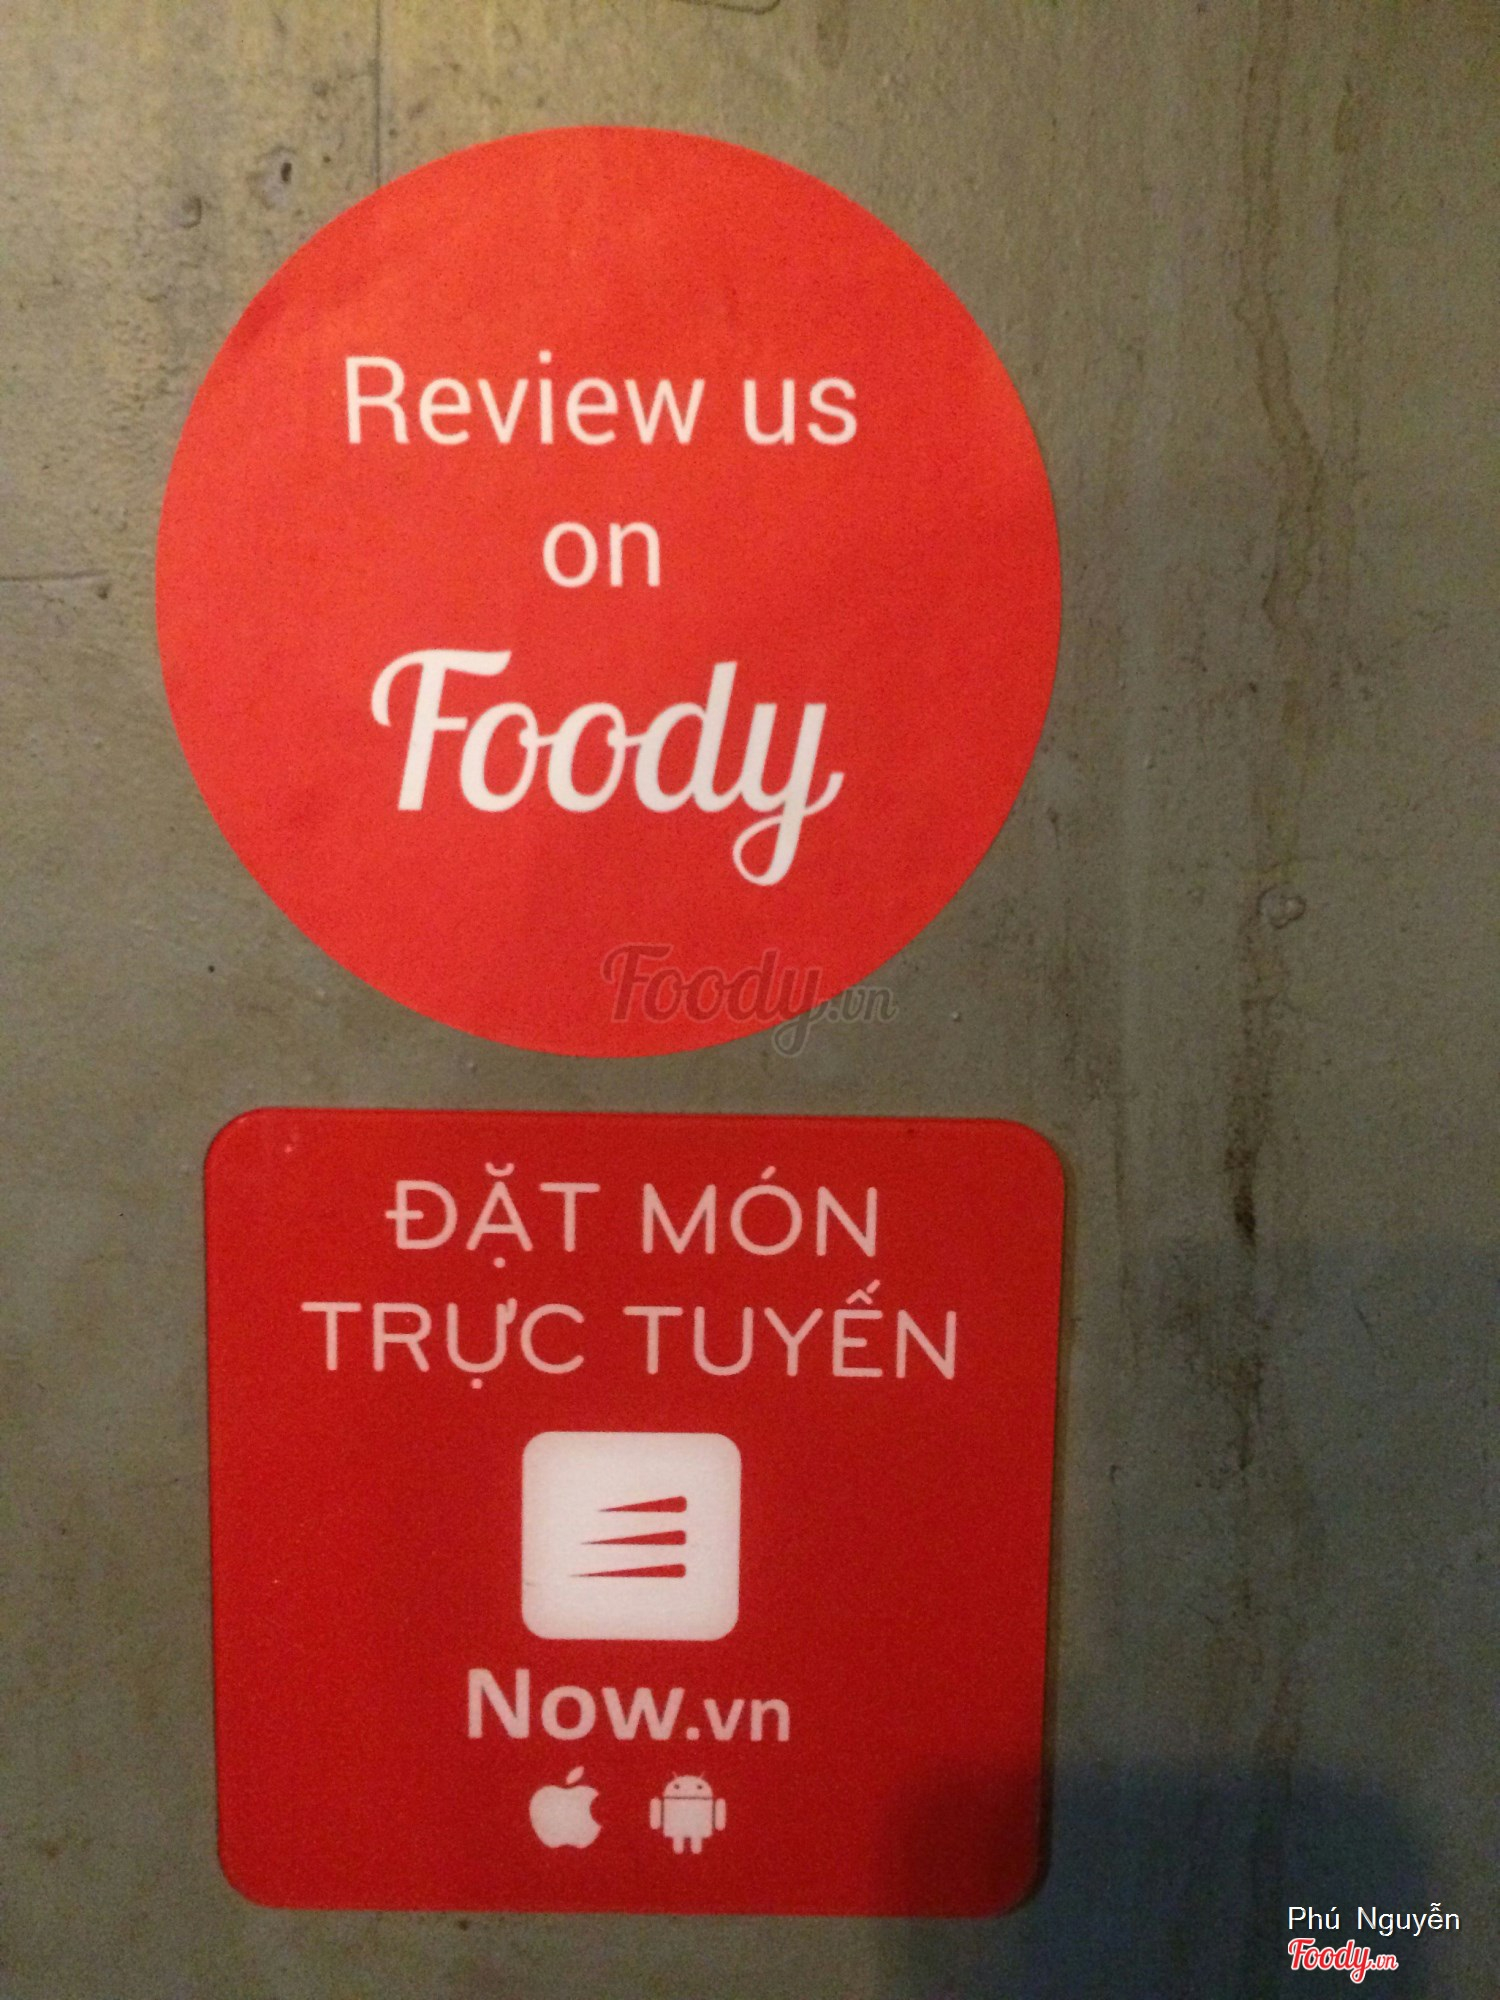 Review us
on
Foody
Foody.vn
ĐẶT MÓN
TRỰC TUYẾN
Now.vn
Phú Nguyễn
Foody.vn